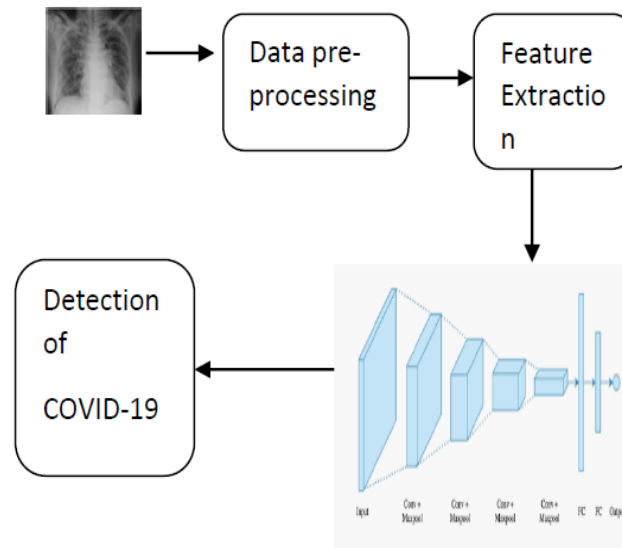 Data pre-
processing
Feature
Extractio
n
Detection
of
COVID-19
Input
Conv +
Maxpool
Conv +
Maxpool
Conv +
Maxpool
Conv +
Maxpool
FC
FC
Output